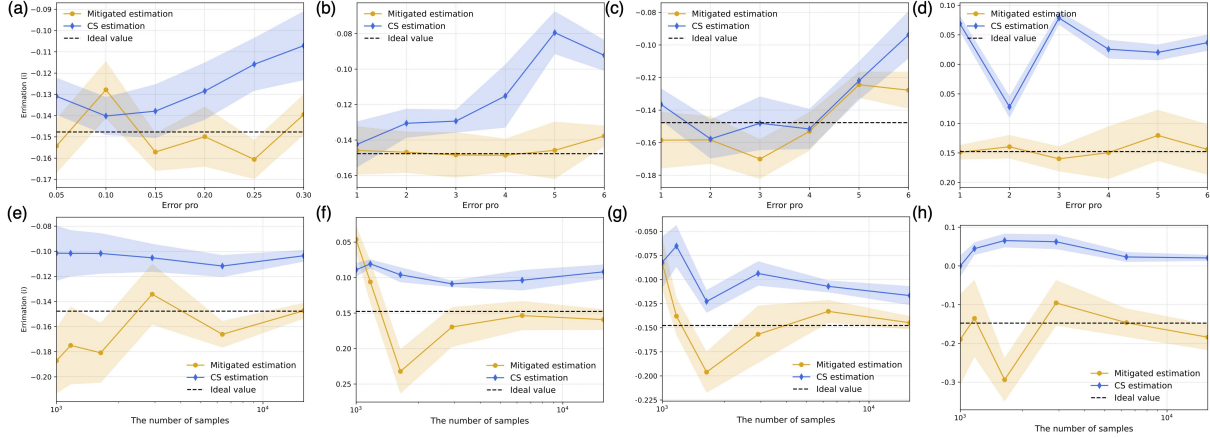 (a)
−0.09
−0.10
−0.11
−0.12
−0.13
−0.14
−0.15
−0.16
−0.17
Erimation (i)
Mitigated estimation
CS estimation
Ideal value
0.05
0.10
0.15
0.20
0.25
0.30
Error pro
(b)
0.08
0.10
0.12
0.14
0.16
Mitigated estimation
CS estimation
Ideal value
1
2
3
4
5
6
Error pro
(c)
−0.08
−0.10
−0.12
−0.14
−0.16
−0.18
Mitigated estimation
CS estimation
Ideal value
1
2
3
4
5
6
Error pro
(d)
0.10
0.05
0.00
0.05
0.10
0.15
0.20
Mitigated estimation
CS estimation
Ideal value
1
2
3
4
5
6
Error pro
(e)
−0.08
−0.10
−0.12
−0.14
−0.16
−0.18
−0.20
Erimation (i)
Mitigated estimation
CS estimation
Ideal value
10³
10⁴
The number of samples
(f)
0.05
0.10
0.15
0.20
0.25
Mitigated estimation
CS estimation
Ideal value
10³
10⁴
The number of samples
(g)
−0.050
−0.075
−0.100
−0.125
−0.150
−0.175
−0.200
−0.225
Mitigated estimation
CS estimation
Ideal value
10³
10⁴
The number of samples
(h)
0.1
0.0
−0.1
−0.2
−0.3
Mitigated estimation
CS estimation
Ideal value
10³
10⁴
The number of samples